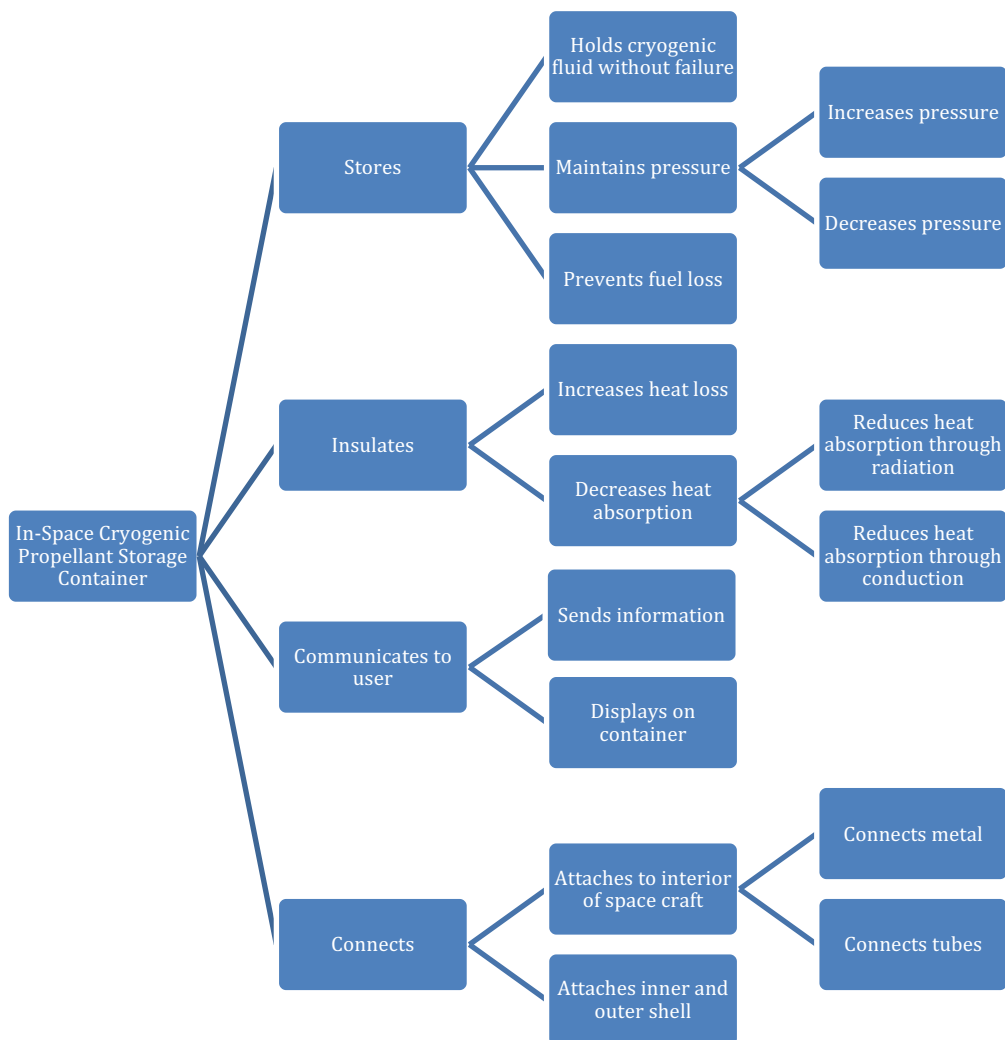 In-Space Cryogenic
Propellant Storage
Container
Stores
Holds cryogenic
fluid without failure
Maintains pressure
Increases pressure
Decreases pressure
Prevents fuel loss
Insulates
Increases heat loss
Decreases heat
absorption
Reduces heat
absorption through
radiation
Reduces heat
absorption through
conduction
Communicates to
user
Sends information
Displays on
container
Connects
Attaches to interior
of space craft
Connects metal
Connects tubes
Attaches inner and
outer shell